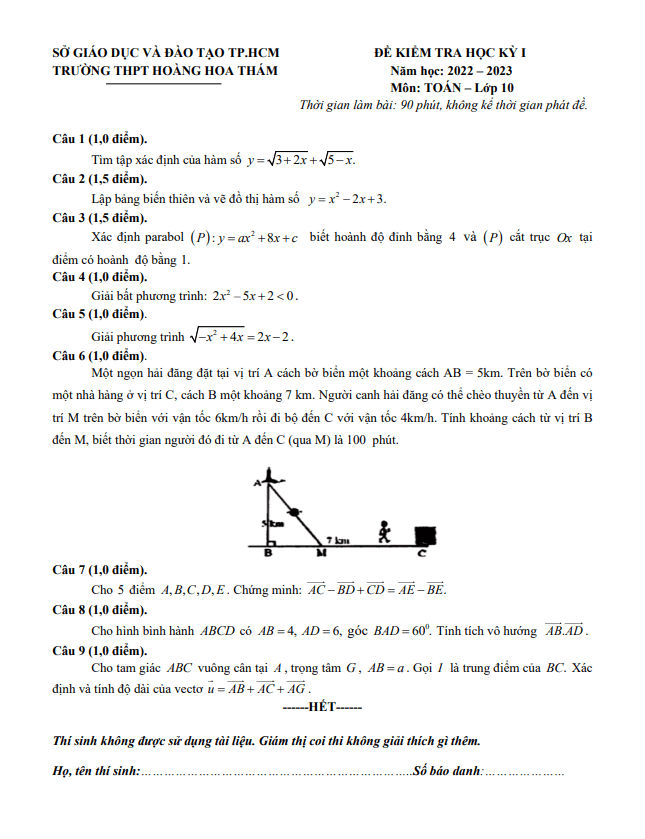 SỞ GIÁO DỤC VÀ ĐÀO TẠO TP.HCM
TRƯỜNG THPT HOÀNG HOA THÁM
ĐỀ KIỂM TRA HỌC KỲ I
Năm học: 2022 – 2023
Môn: TOÁN – Lớp 10
Thời gian làm bài: 90 phút, không kể thời gian phát đề.
Câu 1 (1,0 điểm).
Tìm tập xác định của hàm số y = √(3+2x) + √(5−x).
Câu 2 (1,5 điểm).
Lập bảng biến thiên và vẽ đồ thị hàm số y = x² − 2x + 3.
Câu 3 (1,5 điểm).
Xác định parabol (P): y = ax² + 8x + c biết hoành độ đỉnh bằng 4 và (P) cắt trục Ox tại
điểm có hoành độ bằng 1.
Câu 4 (1,0 điểm).
Giải bất phương trình: 2x² − 5x + 2 < 0.
Câu 5 (1,0 điểm).
Giải phương trình √(−x² + 4x) = 2x − 2.
Câu 6 (1,0 điểm).
Một ngọn hải đăng đặt tại vị trí A cách bờ biển một khoảng cách AB = 5km. Trên bờ biển có
một nhà hàng ở vị trí C, cách B một khoảng 7 km. Người canh hải đăng có thể chèo thuyền từ A đến vị
trí M trên bờ biển với vận tốc 6km/h rồi đi bộ đến C với vận tốc 4km/h. Tính khoảng cách từ vị trí B
đến M, biết thời gian người đó đi từ A đến C (qua M) là 100 phút.
A
5 km
7 km
B M C
Câu 7 (1,0 điểm).
Cho 5 điểm A, B, C, D, E. Chứng minh: \overrightarrow{AC} − \overrightarrow{BD} + \overrightarrow{CD} = \overrightarrow{AE} − \overrightarrow{BE}.
Câu 8 (1,0 điểm).
Cho hình bình hành ABCD có AB = 4, AD = 6, góc BAD = 60⁰. Tính tích vô hướng \overrightarrow{AB}.\overrightarrow{AD}.
Câu 9 (1,0 điểm).
Cho tam giác ABC vuông cân tại A, trọng tâm G, AB = a. Gọi I là trung điểm của BC. Xác
định và tính độ dài của vectơ \vec{u} = \overrightarrow{AB} + \overrightarrow{AC} + \overrightarrow{AG}.
------HẾT------
Thí sinh không được sử dụng tài liệu. Giám thị coi thi không giải thích gì thêm.
Họ, tên thí sinh:……………………………………………………………..Số báo danh:…………………